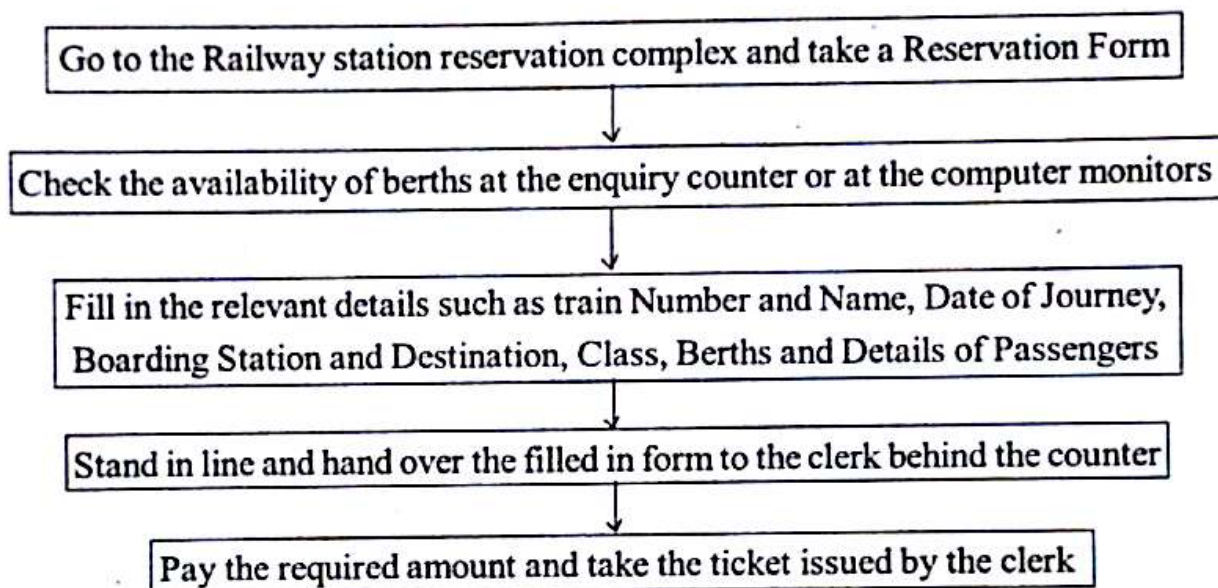 Go to the Railway station reservation complex and take a Reservation Form
Check the availability of berths at the enquiry counter or at the computer monitors
Fill in the relevant details such as train Number and Name, Date of Journey,
Boarding Station and Destination, Class, Berths and Details of Passengers
Stand in line and hand over the filled in form to the clerk behind the counter
Pay the required amount and take the ticket issued by the clerk